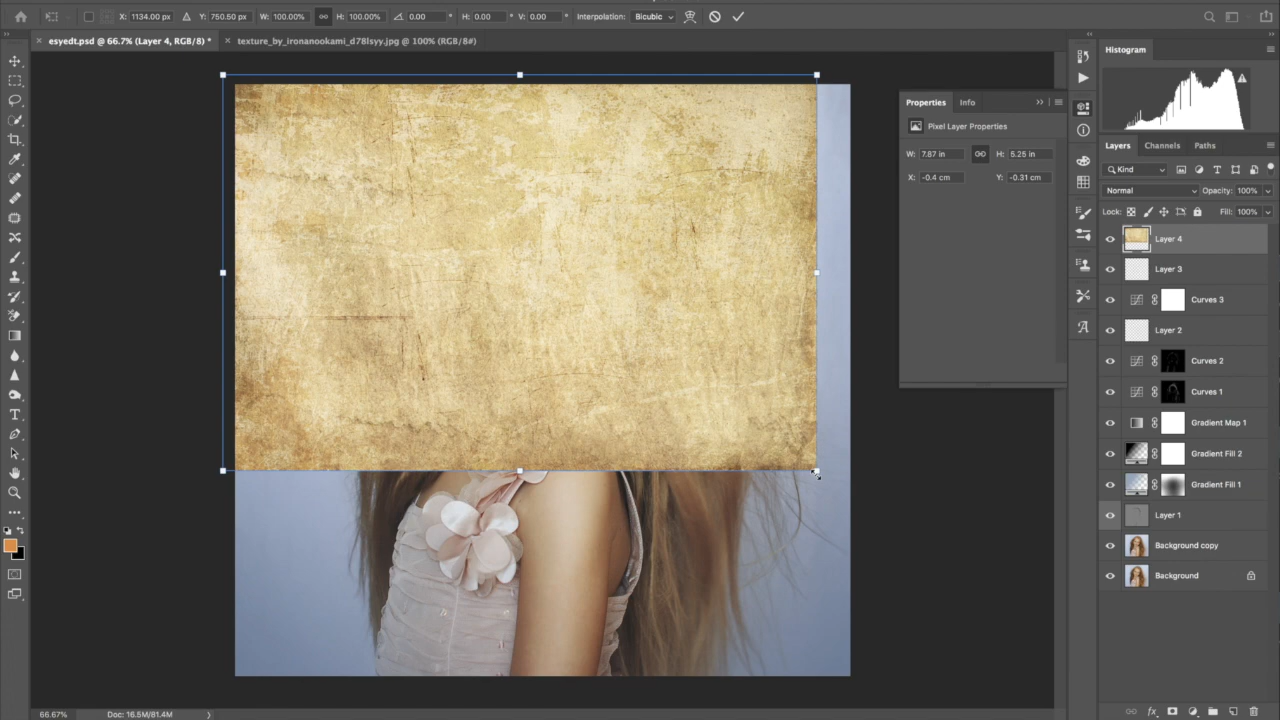 X: 1134.00 px Y: 750.50 px W: 100.00% H: 100.00% 0.00 ° H: 0.00 ° V: 0.00 ° Interpolation: Bicubic
esyedt.psd @ 66.7% (Layer 4, RGB/8) * texture_by_ironanookami_d78lsyy.jpg @ 100% (RGB/8#)
Histogram
Properties Info
Pixel Layer Properties
W: 7.87 in H: 5.25 in
X: -0.4 cm Y: -0.31 cm
Layers Channels Paths
Kind
Normal Opacity: 100%
Lock: Fill: 100%
Layer 4
Layer 3
Curves 3
Layer 2
Curves 2
Curves 1
Gradient Map 1
Gradient Fill 2
Gradient Fill 1
Layer 1
Background copy
Background
66.67% Doc: 16.5M/81.4M